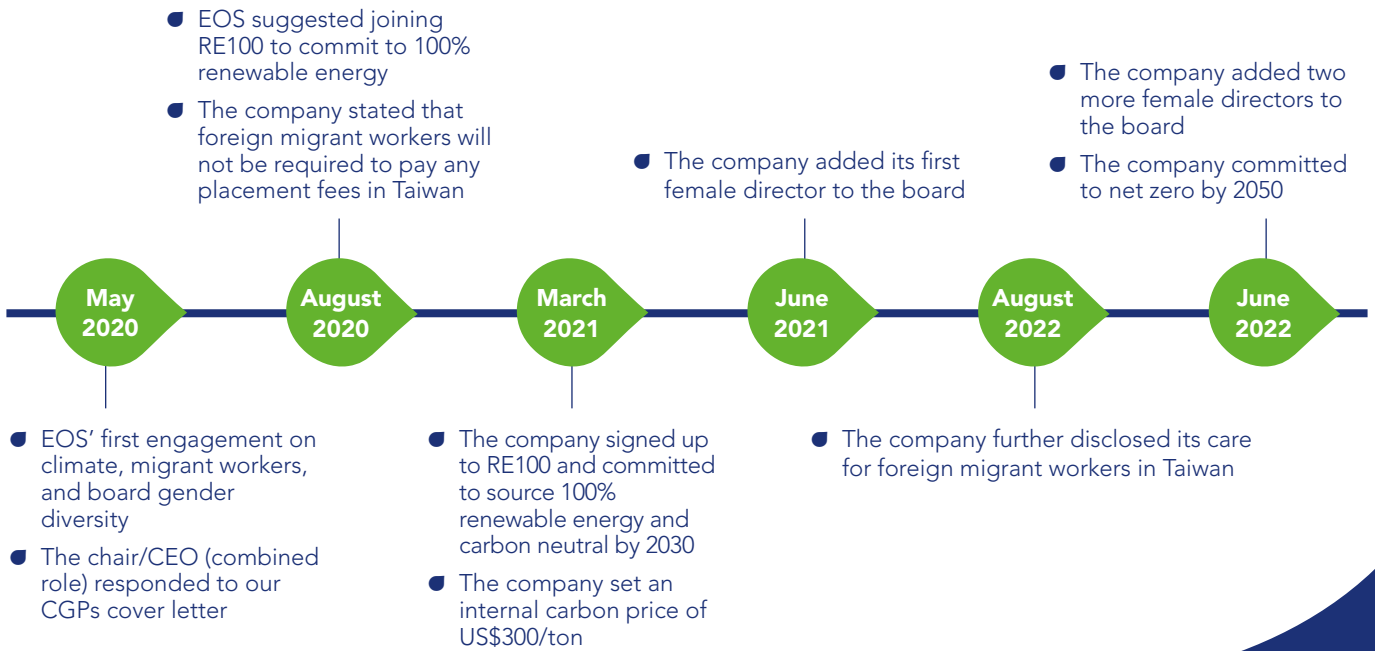 EOS suggested joining
RE100 to commit to 100%
renewable energy
The company stated that
foreign migrant workers will
not be required to pay any
placement fees in Taiwan
The company added its first
female director to the board
The company added two
more female directors to
the board
The company committed
to net zero by 2050
May
2020
August
2020
March
2021
June
2021
August
2022
June
2022
EOS’ first engagement on
climate, migrant workers,
and board gender
diversity
The chair/CEO (combined
role) responded to our
CGPs cover letter
The company signed up
to RE100 and committed
to source 100%
renewable energy and
carbon neutral by 2030
The company set an
internal carbon price of
US$300/ton
The company further disclosed its care
for foreign migrant workers in Taiwan